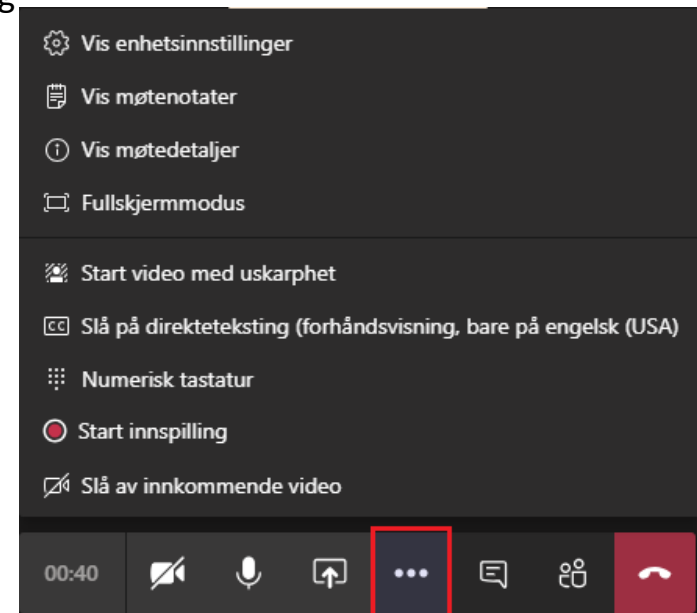 g
Vis enhetsinnstillinger
Vis møtenotater
Vis møtedetaljer
Fullskjermmodus
Start video med uskarphet
CC Slå på direkteteksting (forhåndsvisning, bare på engelsk (USA)
Numerisk tastatur
Start innspilling
Slå av innkommende video
00:40